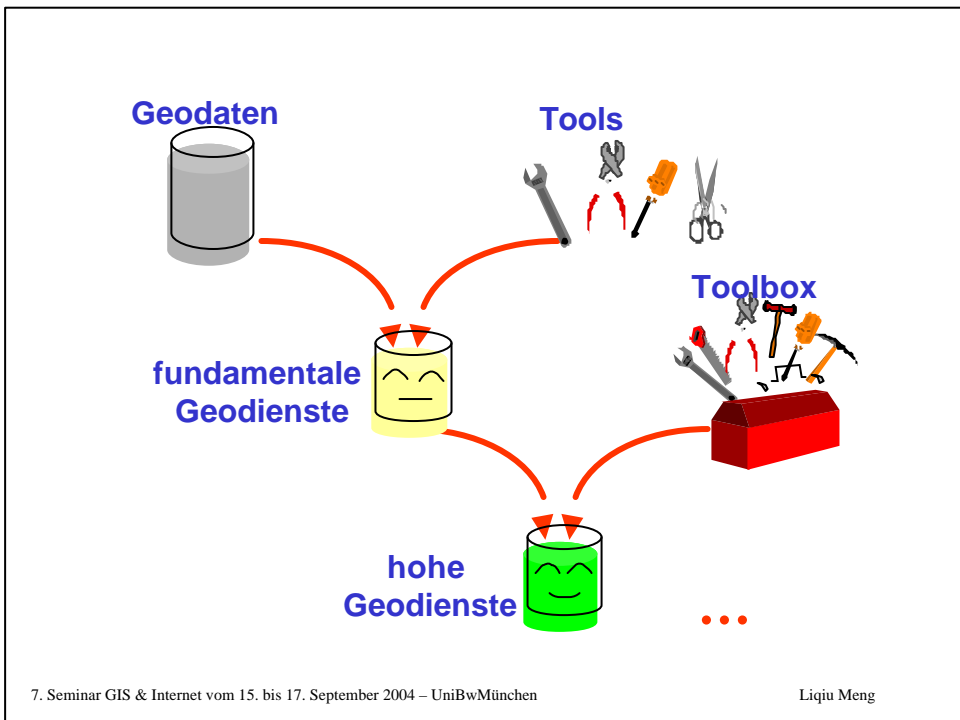 Geodaten
Tools
Toolbox
fundamentale
Geodienste
hohe
Geodienste
...
7. Seminar GIS & Internet vom 15. bis 17. September 2004 – UniBwMünchen
Liqiu Meng